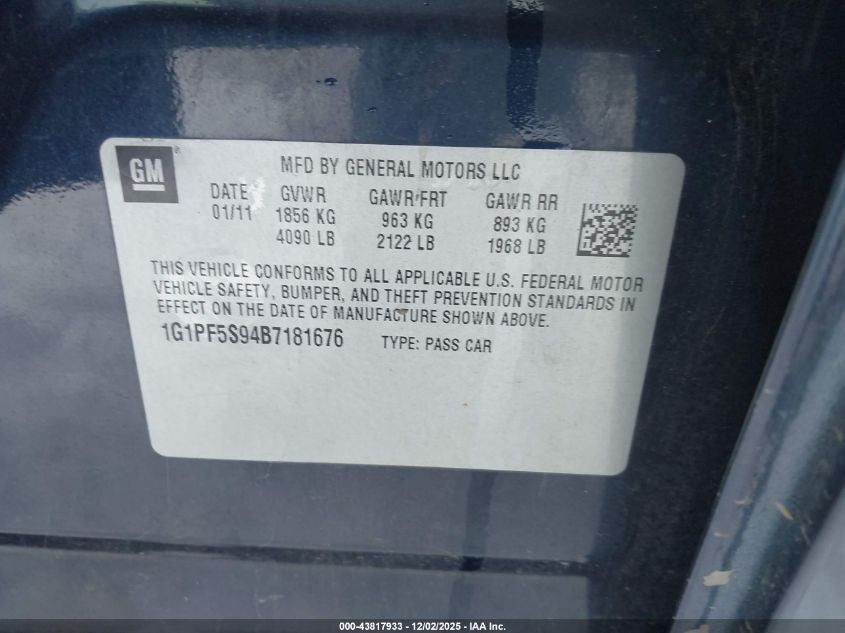 GM
MFD BY GENERAL MOTORS LLC
DATE GVWR GAWR FRT GAWR RR
01/11 1856 KG 963 KG 893 KG
4090 LB 2122 LB 1968 LB
THIS VEHICLE CONFORMS TO ALL APPLICABLE U.S. FEDERAL MOTOR
VEHICLE SAFETY, BUMPER, AND THEFT PREVENTION STANDARDS IN
EFFECT ON THE DATE OF MANUFACTURE SHOWN ABOVE.
1G1PF5S94B7181676 TYPE: PASS CAR
000-43817933 - 12/02/2025 - IAA Inc.